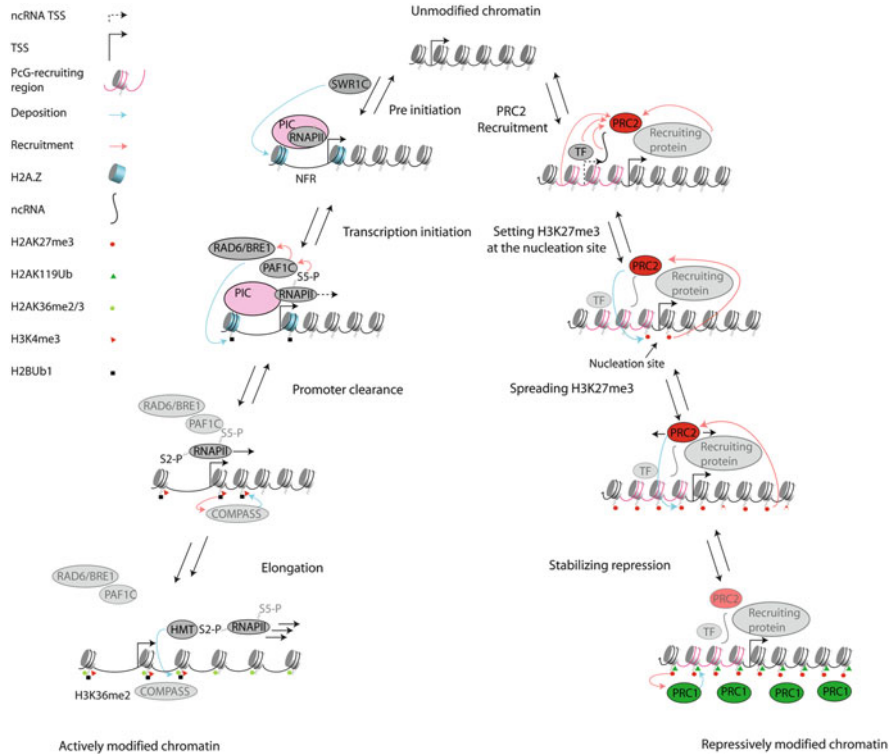 ncRNA TSS
TSS
PcG-recruiting
region
Deposition
Recruitment
H2A.Z
ncRNA
H2AK27me3
H2AK119Ub
H2AK36me2/3
H3K4me3
H2BUb1
Unmodified chromatin
SWR1C
Pre initiation
PIC
RNAPII
NFR
Transcription initiation
RAD6/BRE1
PAF1C
S5-P
PIC
RNAPII
Promoter clearance
RAD6/BRE1
PAF1C
S5-P
S2-P
RNAPII
COMPASS
Elongation
RAD6/BRE1
PAF1C
S5-P
HMT
S2-P
RNAPII
H3K36me2
COMPASS
Actively modified chromatin
PRC2
Recruitment
PRC2
Recruiting
protein
TF
Setting H3K27me3
at the nucleation site
PRC2
Recruiting
protein
TF
Nucleation site
Spreading H3K27me3
PRC2
Recruiting
protein
TF
Stabilizing repression
PRC2
Recruiting
protein
TF
PRC1
PRC1
PRC1
PRC1
Repressively modified chromatin